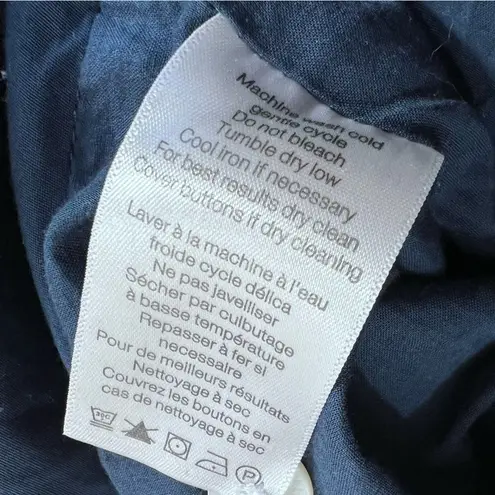 Machine wash cold
gentle cycle
Do not bleach
Tumble dry low
Cool iron if necessary
For best results dry clean
Cover buttons if dry cleaning
Laver à la machine à l'eau
froide cycle délica
Ne pas javelliser
Sécher par culbutage
à basse température
Repasser à fer si
necessaire
Pour de meilleurs résultats
Nettoyage à sec
Couvrez les boutons en
cas de nettoyage à sec
30C
P